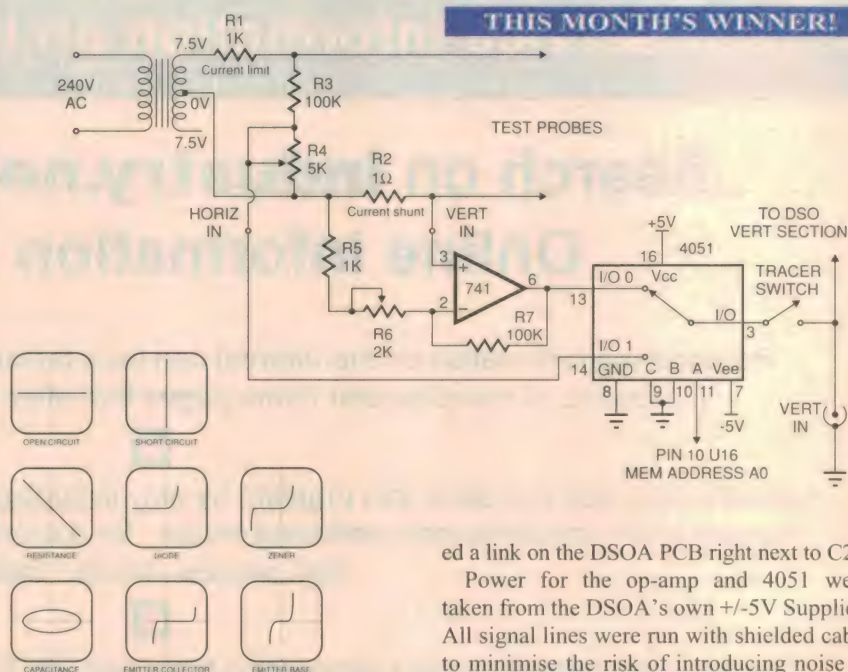 THIS MONTH'S WINNER!
7.5V
R1
1K
Current limit
240V
AC
0V
7.5V
R3
100K
R4
5K
TEST PROBES
R2
1Ω
Current shunt
HORIZ
IN
VERT
IN
R5
1K
R6
2K
3
+
741
2
-
6
R7
100K
+5V
16
4051
Vcc
I/O 0
13
I/O
3
I/O 1
14
GND
C
B
A
Vee
8
9
10
11
7
-5V
PIN 10 U16
MEM ADDRESS A0
TO DSO
VERT SECTION
TRACER
SWITCH
VERT
IN
OPEN CIRCUIT
SHORT CIRCUIT
RESISTANCE
DIODE
ZENER
CAPACITANCE
EMITTER COLLECTOR
EMITTER BASE
ed a link on the DSOA PCB right next to C2
Power for the op-amp and 4051 we
taken from the DSOA's own +/-5V Supplie
All signal lines were run with shielded cab
to minimise the risk of introducing noise